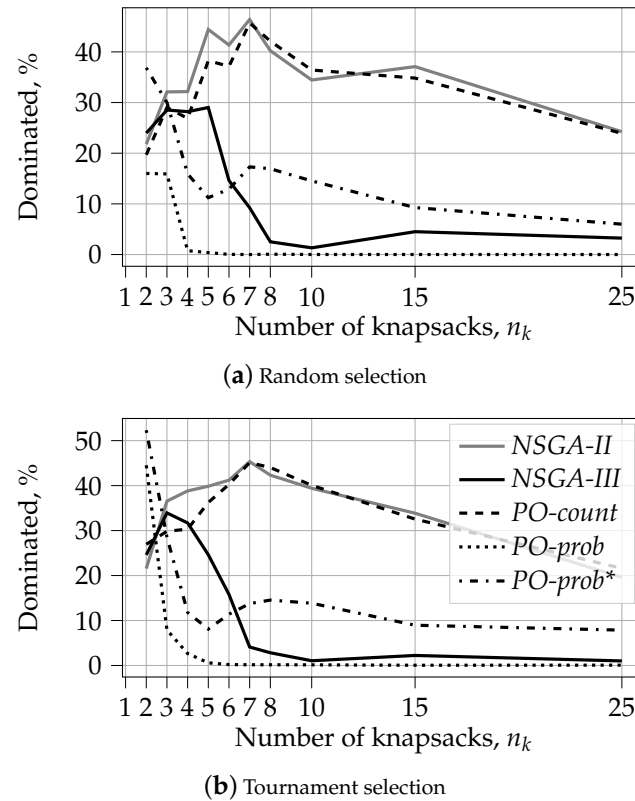 Dominated, %
40
30
20
10
0
1 2 3 4 5 6 7 8 10 15 25
Number of knapsacks, n_k
(a) Random selection
Dominated, %
50
40
30
20
10
0
NSGA-II
NSGA-III
PO-count
PO-prob
PO-prob*
1 2 3 4 5 6 7 8 10 15 25
Number of knapsacks, n_k
(b) Tournament selection